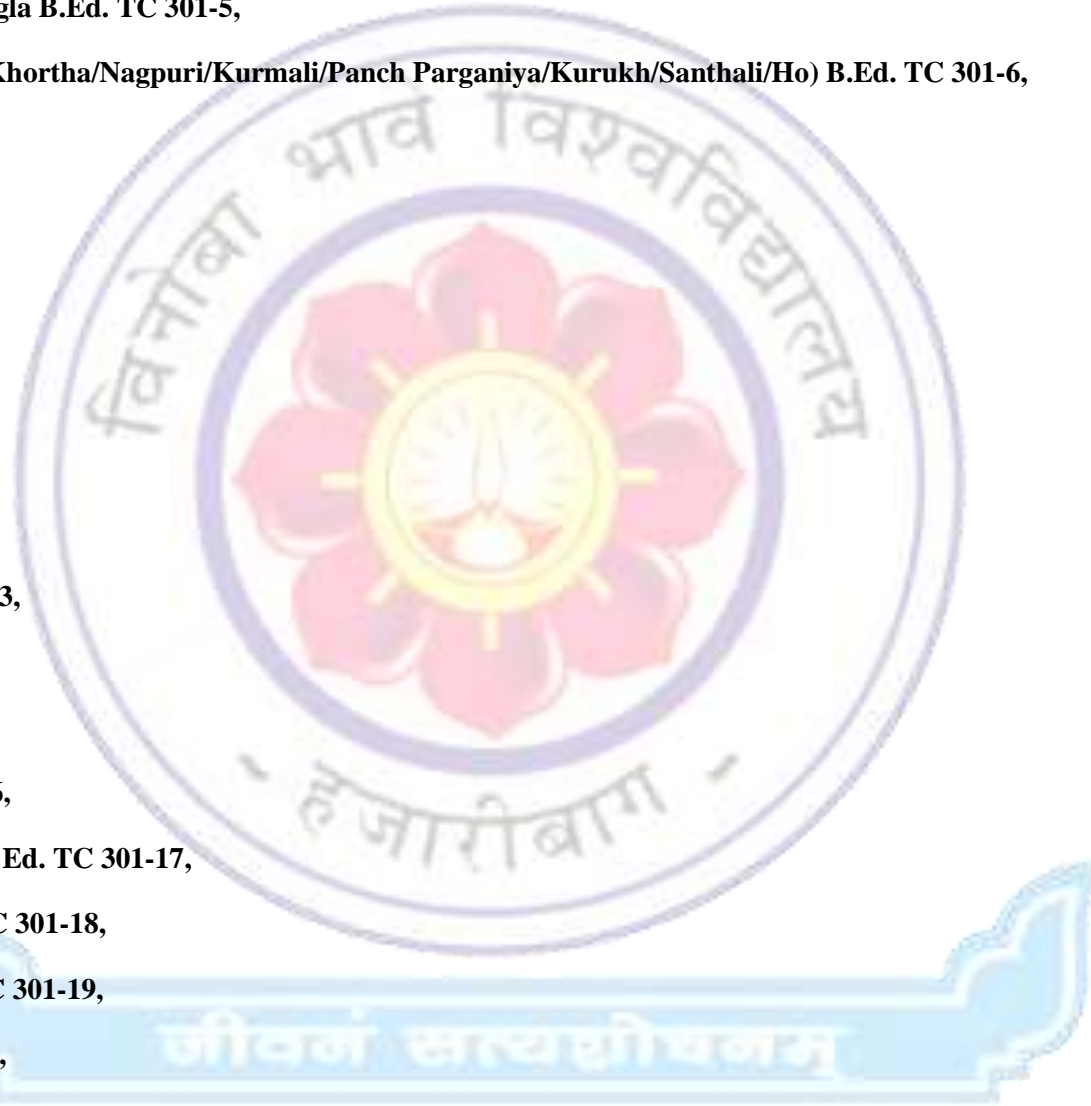 gla B.Ed. TC 301-5,
Khortha/Nagpuri/Kurmali/Panch Parganiya/Kurukh/Santhali/Ho) B.Ed. TC 301-6,
विनोबा भावे विश्वविद्यालय
3,
- हजारीबाग -
6,
Ed. TC 301-17,
C 301-18,
C 301-19,
जीवनं सत्यशोधनम्
,